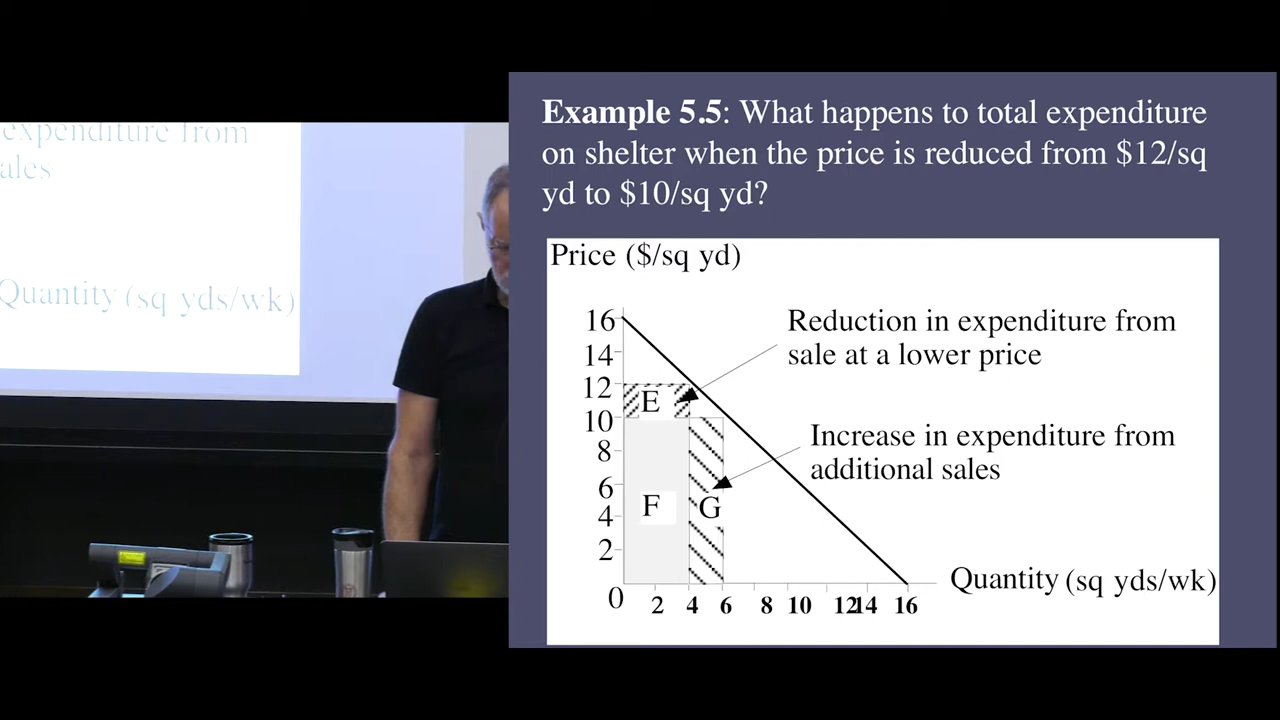 expenditure from
ales
Quantity (sq yds/wk)
Example 5.5: What happens to total expenditure
on shelter when the price is reduced from $12/sq
yd to $10/sq yd?
Price ($/sq yd)
16
14
12
10
8
6
4
2
0
Reduction in expenditure from
sale at a lower price
E
Increase in expenditure from
additional sales
F
G
2 4 6 8 10 12 14 16
Quantity (sq yds/wk)